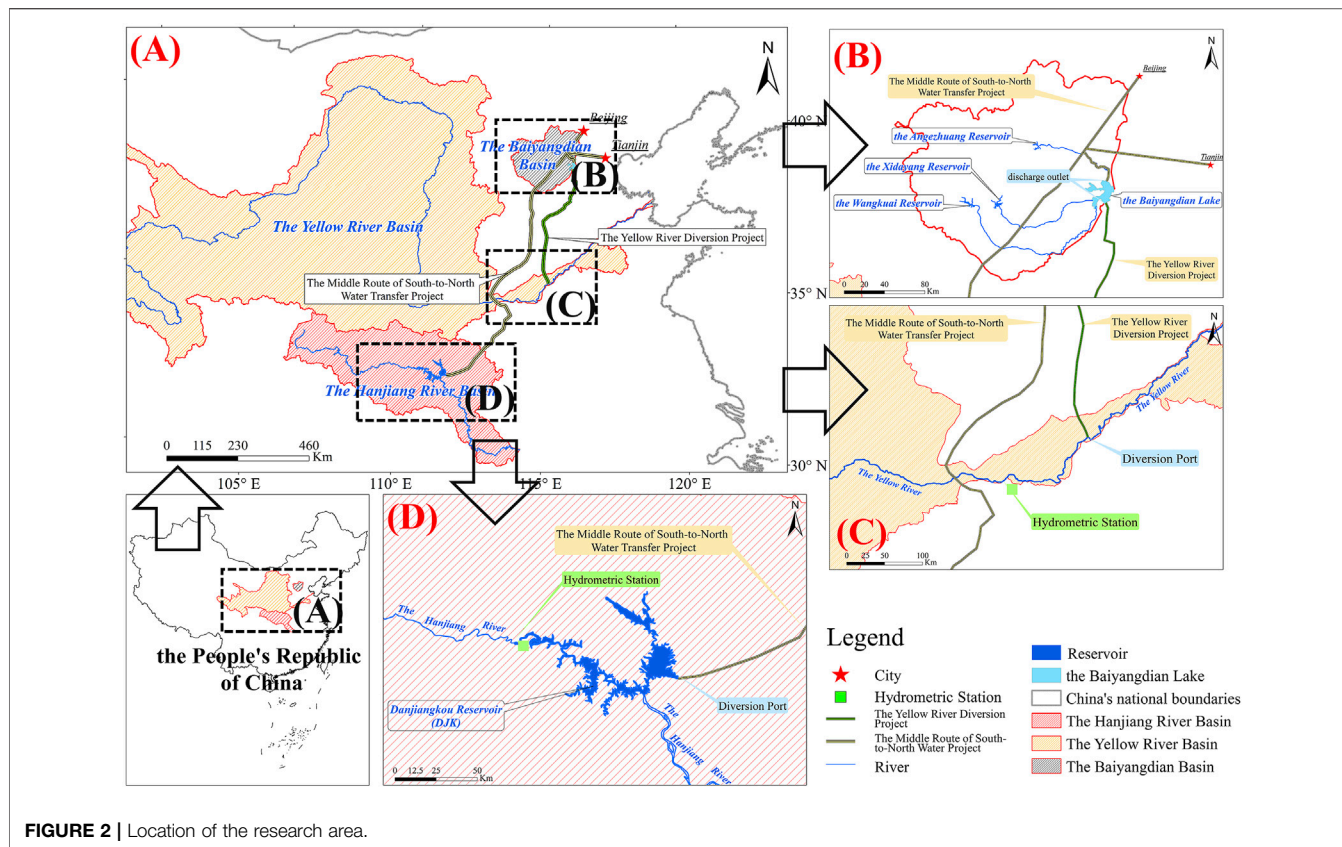 (A)
N
Beijing
Tianjin
The Baiyangdian
Basin
(B)
The Yellow River Basin
The Yellow River Diversion Project
The Middle Route of South-to-North
Water Transfer Project
(C)
The Hanjiang River Basin
(D)
0 115 230 460
Km
40° N
35° N
30° N
105° E
110° E
115° E
120° E
(B)
N
The Middle Route of South-to-North
Water Transfer Project
Beijing
the Angezhuang Reservoir
the Xidayang Reservoir
Tianjin
discharge outlet
the Wangkuai Reservoir
the Baiyangdian Lake
The Yellow River
Diversion Project
0 20 40 80
Km
The Middle Route of South-to-North
Water Transfer Project
The Yellow River
Diversion Project
N
The Yellow River
Diversion Port
The Yellow River
Hydrometric Station
(C)
0 25 50 100
Km
(A)
the People's Republic
of China
(D)
N
The Middle Route of South-to-North
Water Transfer Project
Hydrometric Station
The Hanjiang River
Danjiangkou Reservoir
(DJK)
Diversion Port
The Hanjiang River
0 12.5 25 50
Km
Legend
City
Hydrometric Station
The Yellow River Diversion
Project
The Middle Route of South-
to-North Water Project
River
Reservoir
the Baiyangdian Lake
China's national boundaries
The Hanjiang River Basin
The Yellow River Basin
The Baiyangdian Basin
FIGURE 2 | Location of the research area.